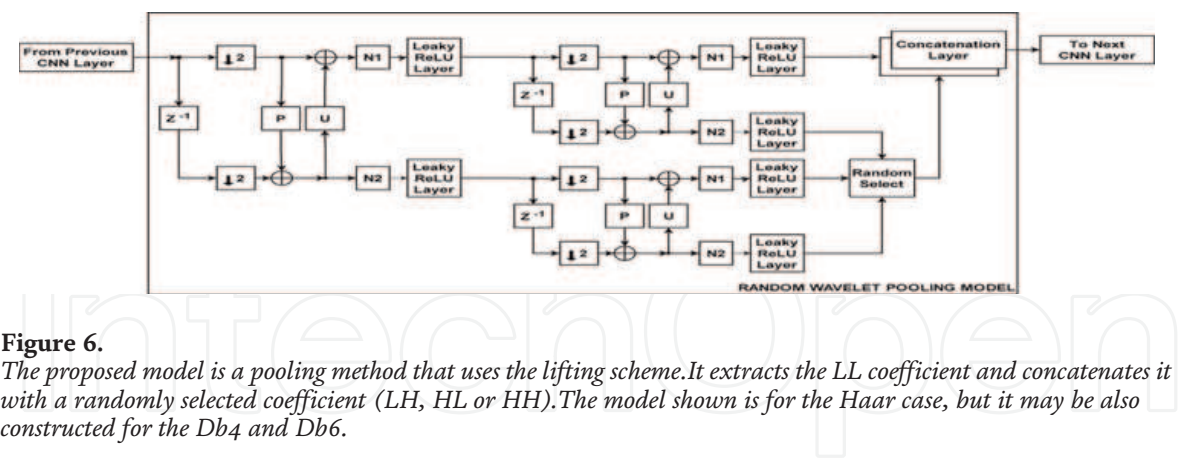 From Previous
CNN Layer
Z -1
↓2
↓2
P
U
N1
N2
Leaky
ReLU
Layer
Leaky
ReLU
Layer
Z -1
↓2
↓2
P
U
N1
N2
Leaky
ReLU
Layer
Leaky
ReLU
Layer
Z -1
↓2
↓2
P
U
N1
N2
Leaky
ReLU
Layer
Leaky
ReLU
Layer
Random
Select
Concatenation
Layer
To Next
CNN Layer
RANDOM WAVELET POOLING MODEL
IntechOpen
Figure 6.
The proposed model is a pooling method that uses the lifting scheme.It extracts the LL coefficient and concatenates it
with a randomly selected coefficient (LH, HL or HH).The model shown is for the Haar case, but it may be also
constructed for the Db4 and Db6.